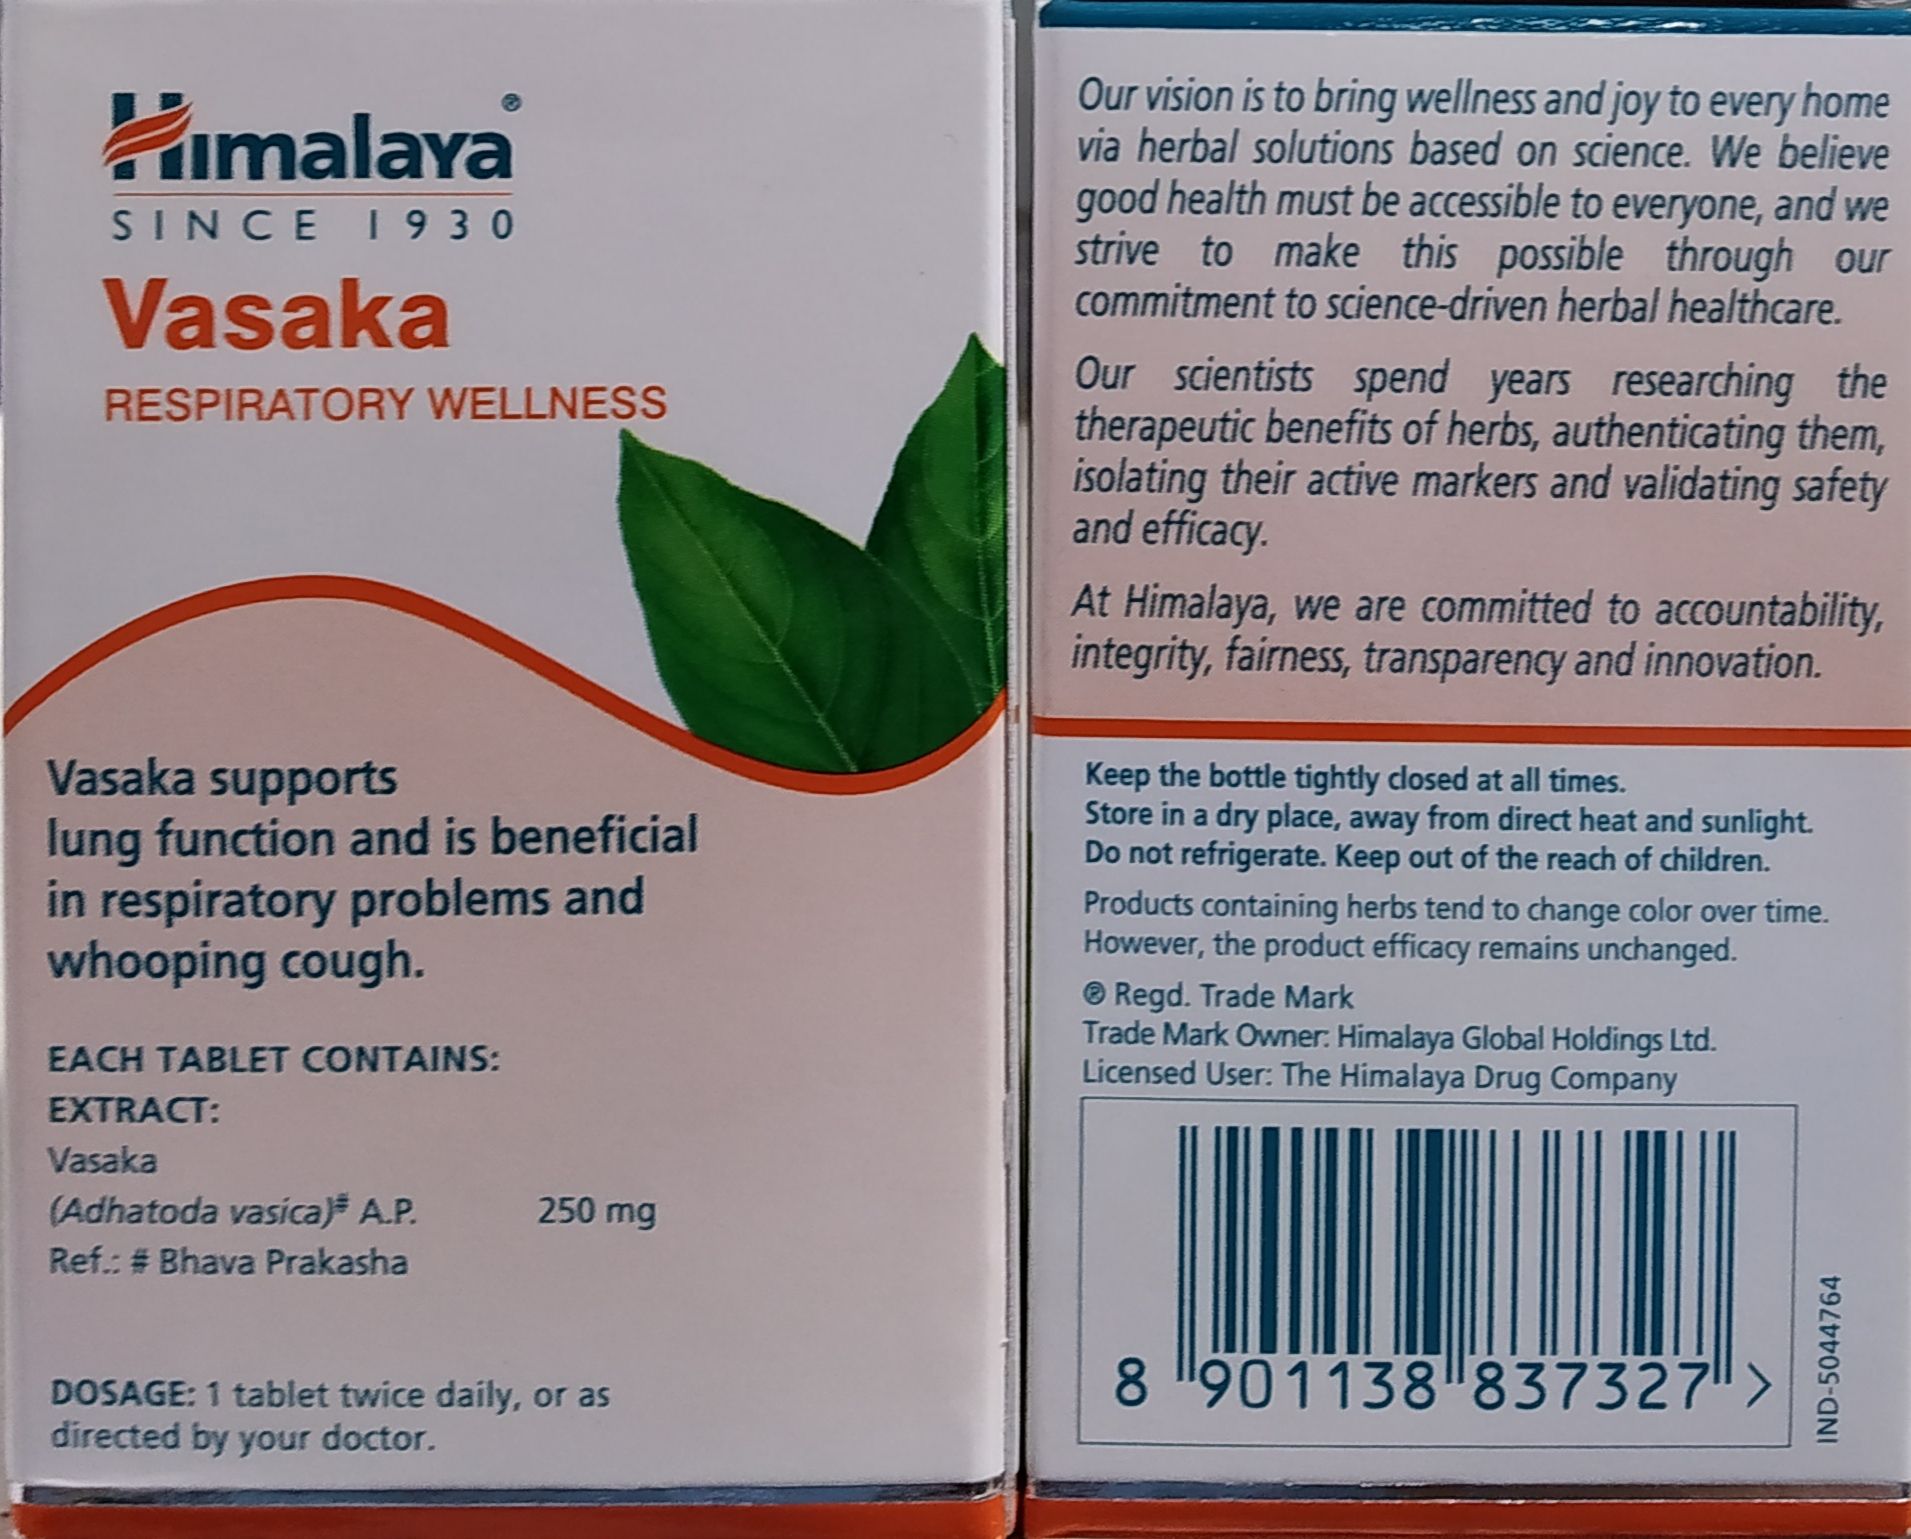 Himalaya®
SINCE 1930
Vasaka
RESPIRATORY WELLNESS
Vasaka supports
lung function and is beneficial
in respiratory problems and
whooping cough.
EACH TABLET CONTAINS:
EXTRACT:
Vasaka
(Adhatoda vasica)# A.P. 250 mg
Ref.: # Bhava Prakasha
DOSAGE: 1 tablet twice daily, or as
directed by your doctor.
Our vision is to bring wellness and joy to every home
via herbal solutions based on science. We believe
good health must be accessible to everyone, and we
strive to make this possible through our
commitment to science-driven herbal healthcare.
Our scientists spend years researching the
therapeutic benefits of herbs, authenticating them,
isolating their active markers and validating safety
and efficacy.
At Himalaya, we are committed to accountability,
integrity, fairness, transparency and innovation.
Keep the bottle tightly closed at all times.
Store in a dry place, away from direct heat and sunlight.
Do not refrigerate. Keep out of the reach of children.
Products containing herbs tend to change color over time.
However, the product efficacy remains unchanged.
® Regd. Trade Mark
Trade Mark Owner: Himalaya Global Holdings Ltd.
Licensed User: The Himalaya Drug Company
8 901138 837327 >
IND-5044764